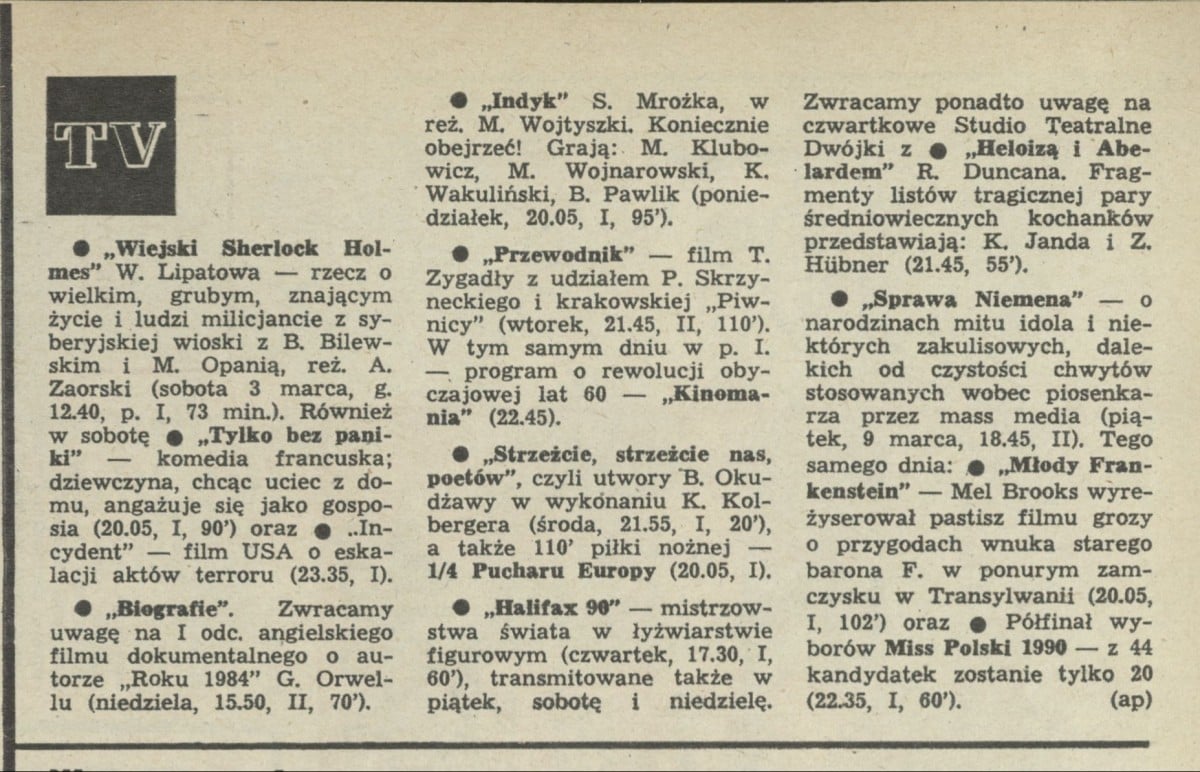 TV
● „Wiejski Sherlock Hol-
mes” W. Lipatowa — rzecz o
wielkim, grubym, znającym
życie i ludzi milicjancie z sy-
beryjskiej wioski z B. Bilew-
skim i M. Opanią, reż. A.
Zaorski (sobota 3 marca, g.
12.40, p. I, 73 min.). Również
w sobotę ● „Tylko bez pani-
ki” — komedia francuska;
dziewczyna, chcąc uciec z do-
mu, angażuje się jako gospo-
sia (20.05, I, 90’) oraz ● „In-
cydent” — film USA o eska-
lacji aktów terroru (23.35, I).
● „Biografie”. Zwracamy
uwagę na I odc. angielskiego
filmu dokumentalnego o au-
torze „Roku 1984” G. Orwel-
lu (niedziela, 15.50, II, 70’).
● „Indyk” S. Mrożka, w
reż. M. Wojtyszki. Koniecznie
obejrzeć! Grają: M. Klubo-
wicz, M. Wojnarowski, K.
Wakuliński, B. Pawlik (ponie-
działek, 20.05, I, 95’).
● „Przewodnik” — film T.
Zygadły z udziałem P. Skrzy-
neckiego i krakowskiej „Piw-
nicy” (wtorek, 21.45, II, 110’).
W tym samym dniu w p. I.
— program o rewolucji oby-
czajowej lat 60 — „Kinoma-
nia” (22.45).
● „Strzeżcie, strzeżcie nas,
poetów”, czyli utwory B. Oku-
dżawy w wykonaniu K. Kol-
bergera (środa, 21.55, I, 20’),
a także 110’ piłki nożnej —
1/4 Pucharu Europy (20.05, I).
● „Halifax 90” — mistrzow-
stwa świata w łyżwiarstwie
figurowym (czwartek, 17.30, I,
60’), transmitowane także w
piątek, sobotę i niedzielę.
Zwracamy ponadto uwagę na
czwartkowe Studio Teatralne
Dwójki z ● „Heloizą i Abe-
lardem” R. Duncana. Frag-
menty listów tragicznej pary
średniowiecznych kochanków
przedstawiają: K. Janda i Z.
Hübner (21.45, 55’).
● „Sprawa Niemena” — o
narodzinach mitu idola i nie-
których zakulisowych, dale-
kich od czystości chwytów
stosowanych wobec piosenka-
rza przez mass media (pią-
tek, 9 marca, 18.45, II). Tego
samego dnia: ● „Młody Fran-
kenstein” — Mel Brooks wyre-
żyserował pastisz filmu grozy
o przygodach wnuka starego
barona F. w ponurym zam-
czysku w Transylwanii (20.05,
I, 102’) oraz ● Półfinał wy-
borów Miss Polski 1990 — z 44
kandydatek zostanie tylko 20
(22.35, I, 60’). (ap)